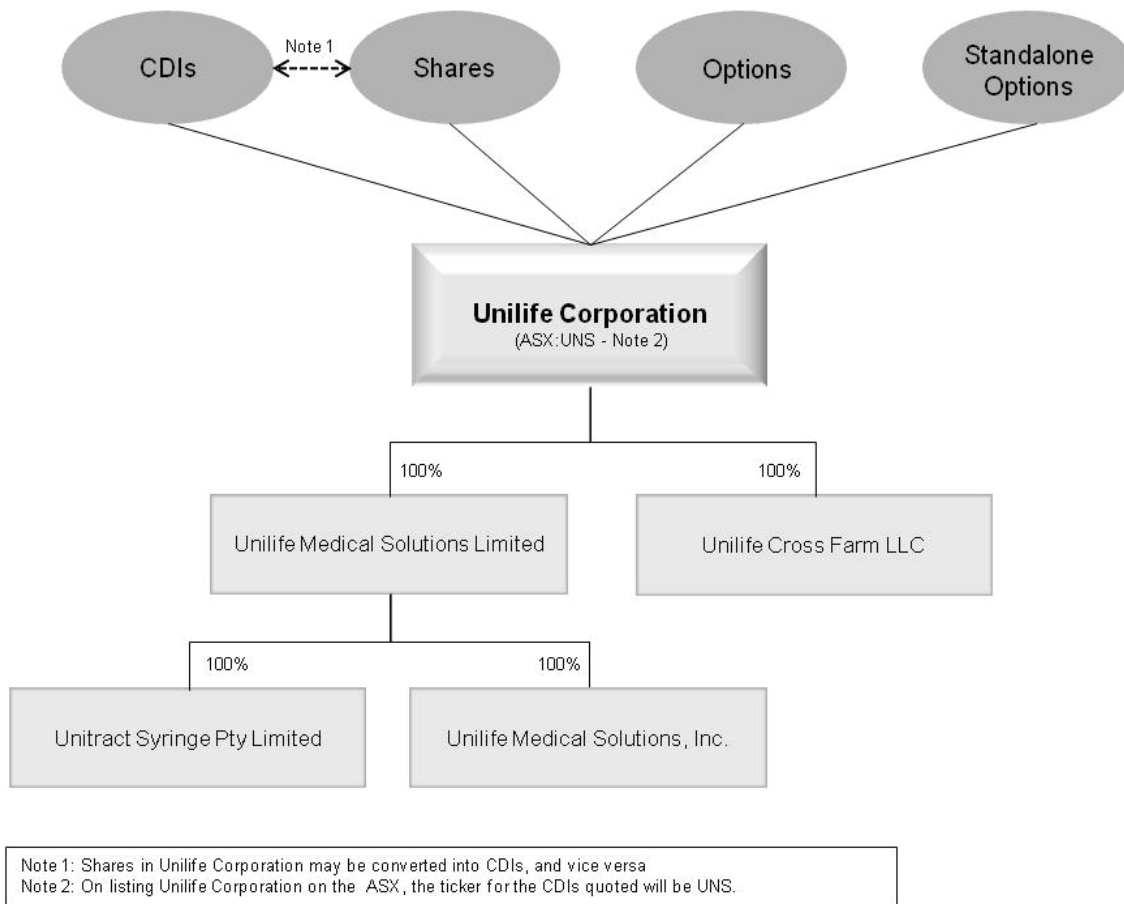 Note 1
CDIs
Shares
Options
Standalone
Options
Unilife Corporation
(ASX:UNS - Note 2)
100%
100%
Unilife Medical Solutions Limited
Unilife Cross Farm LLC
100%
100%
Unitract Syringe Pty Limited
Unilife Medical Solutions, Inc.
Note 1: Shares in Unilife Corporation may be converted into CDIs, and vice versa
Note 2: On listing Unilife Corporation on the ASX, the ticker for the CDIs quoted will be UNS.